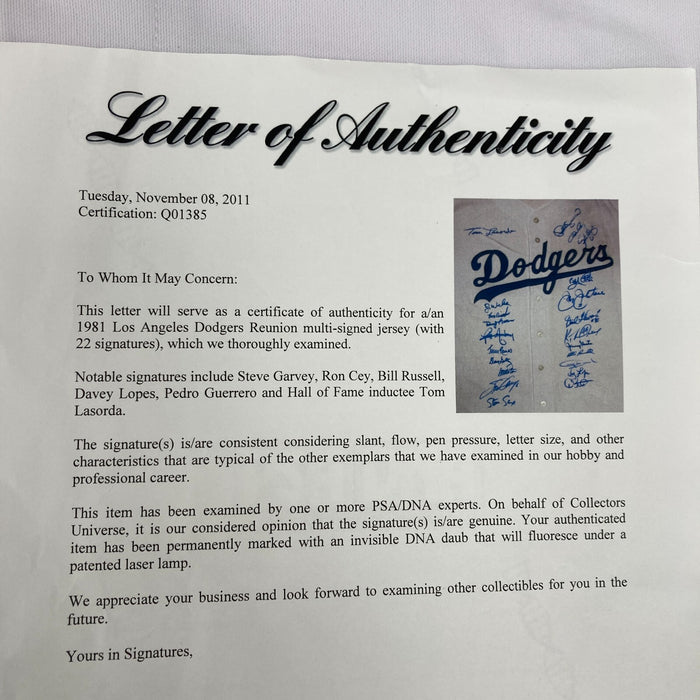 Letter of Authenticity
Tuesday, November 08, 2011
Certification: Q01385
To Whom It May Concern:
This letter will serve as a certificate of authenticity for a/an
1981 Los Angeles Dodgers Reunion multi-signed jersey (with
22 signatures), which we thoroughly examined.
Notable signatures include Steve Garvey, Ron Cey, Bill Russell,
Davey Lopes, Pedro Guerrero and Hall of Fame inductee Tom
Lasorda.
Tom Lasorda
Dodgers
Steve Sax
The signature(s) is/are consistent considering slant, flow, pen pressure, letter size, and other
characteristics that are typical of the other exemplars that we have examined in our hobby and
professional career.
This item has been examined by one or more PSA/DNA experts. On behalf of Collectors
Universe, it is our considered opinion that the signature(s) is/are genuine. Your authenticated
item has been permanently marked with an invisible DNA daub that will fluoresce under a
patented laser lamp.
We appreciate your business and look forward to examining other collectibles for you in the
future.
Yours in Signatures,